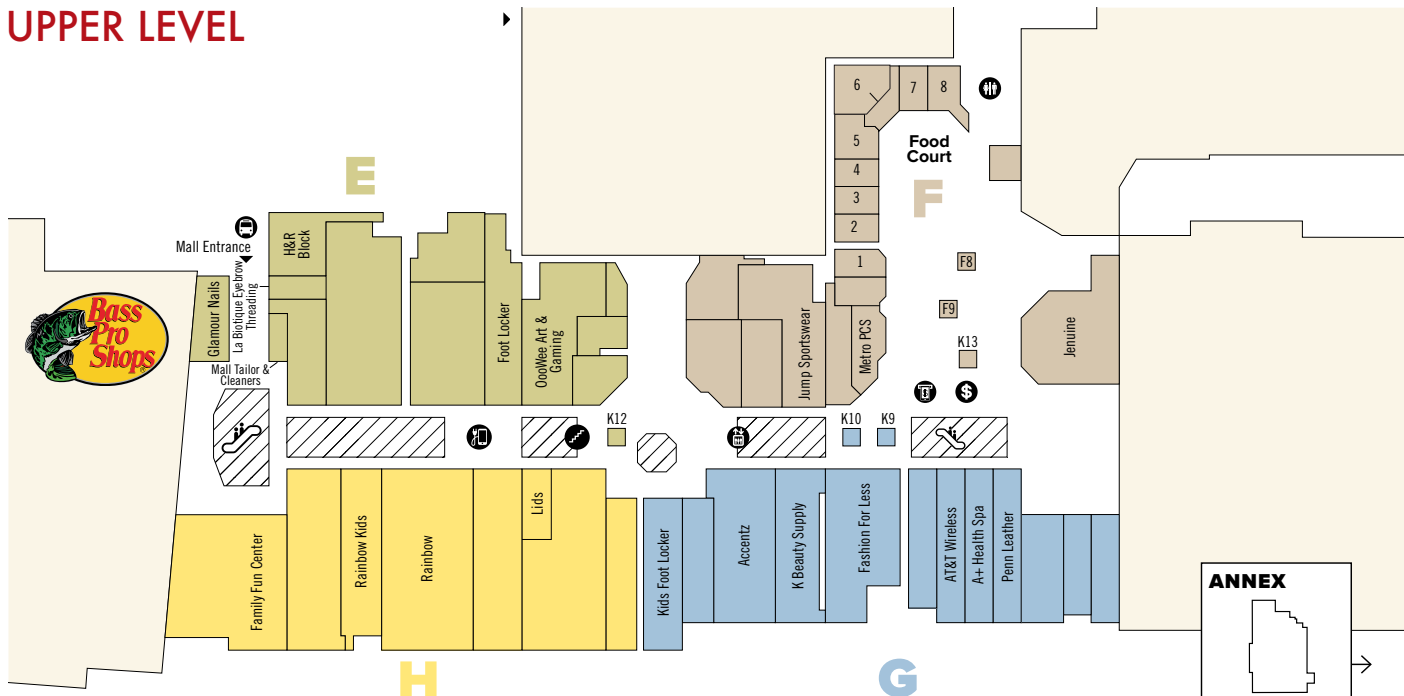 UPPER LEVEL
6
7
8
5
Food
Court
4
E
3
F
2
Mall Entrance
H&R
Block
1
F8
La Biotique Eyebrow
Threading
Glamour Nails
Bass
Pro
Shops
Foot Locker
OooWee Art &
Gaming
Jump Sportswear
Metro PCS
F9
K13
Jenuine
Mall Tailor &
Cleaners
$
K12
K10
K9
Lids
Family Fun Center
Rainbow Kids
Rainbow
Kids Foot Locker
Accentz
K Beauty Supply
Fashion For Less
AT&T Wireless
A+ Health Spa
Penn Leather
ANNEX
H
G